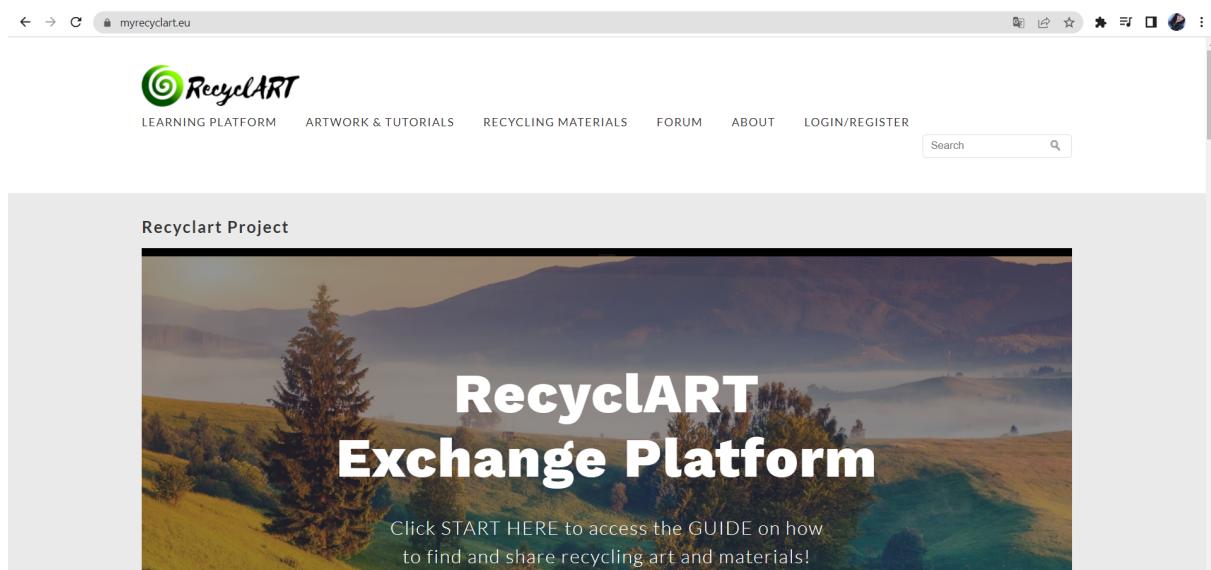 myrecyclart.eu
RecyclART
LEARNING PLATFORM ARTWORK & TUTORIALS RECYCLING MATERIALS FORUM ABOUT LOGIN/REGISTER
Search
Recyclart Project
RecyclART
Exchange Platform
Click START HERE to access the GUIDE on how
to find and share recycling art and materials!